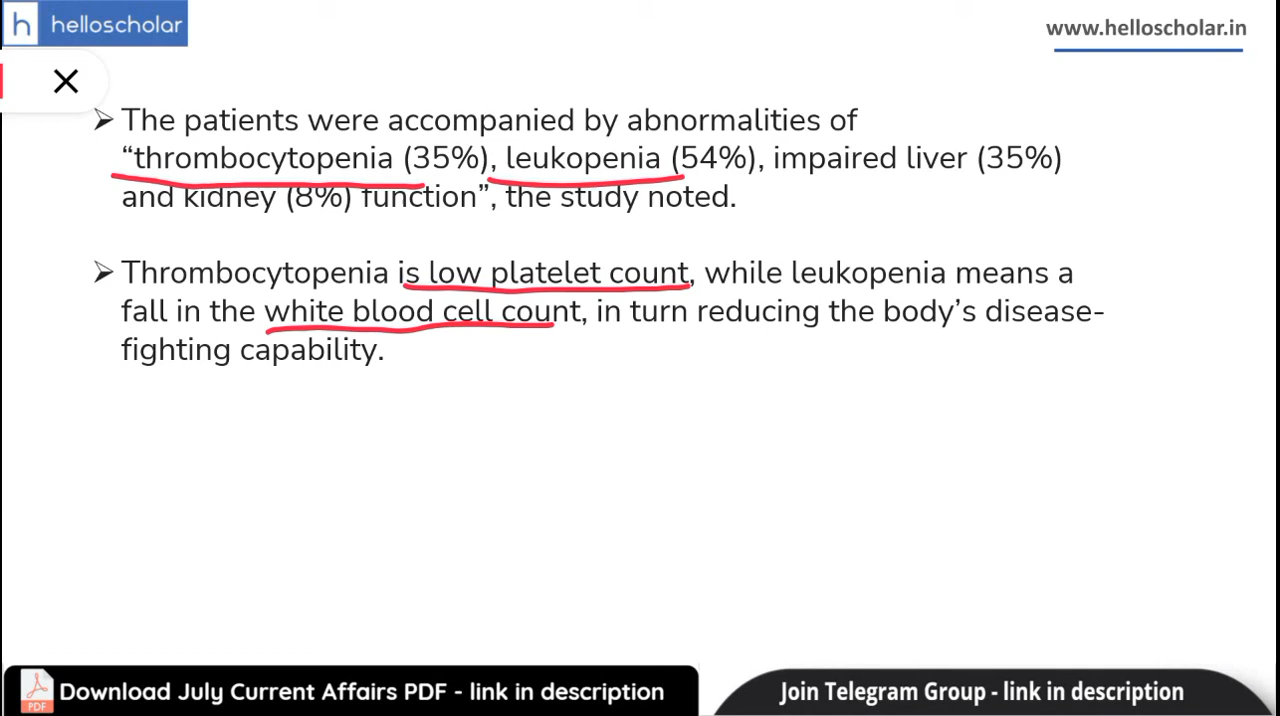 h helloscholar
www.helloscholar.in
➢ The patients were accompanied by abnormalities of
“thrombocytopenia (35%), leukopenia (54%), impaired liver (35%)
and kidney (8%) function”, the study noted.
➢ Thrombocytopenia is low platelet count, while leukopenia means a
fall in the white blood cell count, in turn reducing the body’s disease-
fighting capability.
PDF Download July Current Affairs PDF - link in description
Join Telegram Group - link in description